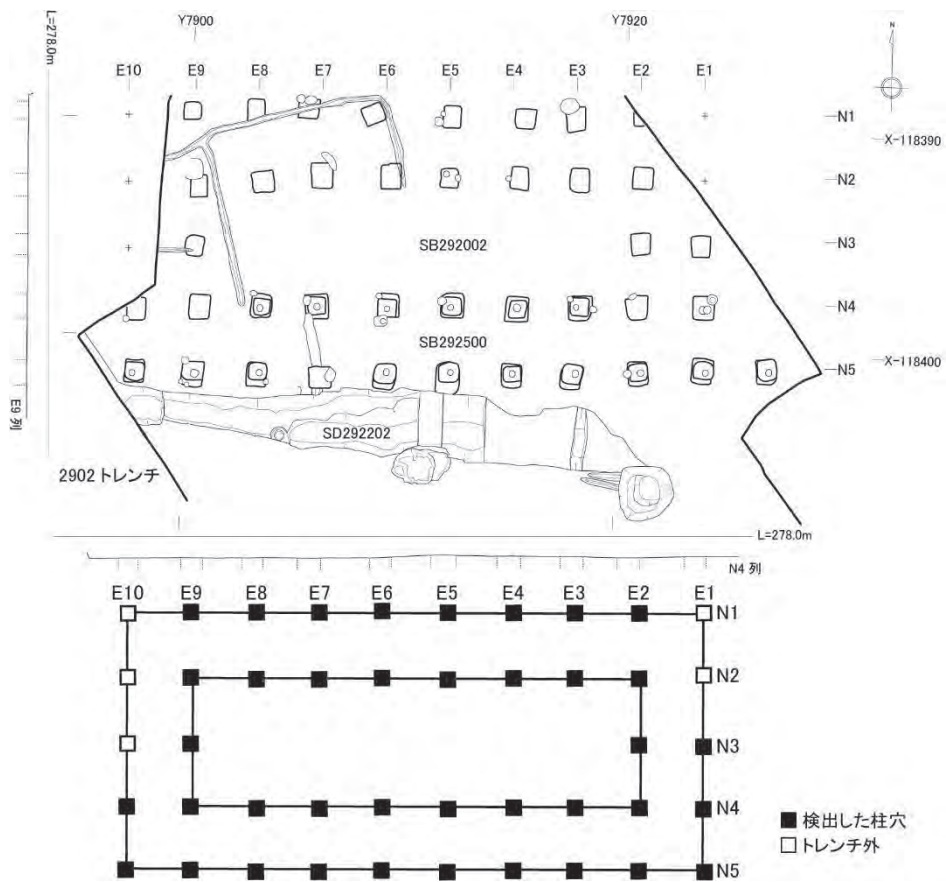 L=278.0m
Y7900
Y7920
N
E10 E9 E8 E7 E6 E5 E4 E3 E2 E1
N1
X-118390
N2
SB292002
N3
N4
SB292500
X-118400
N5
E9 列
SD292202
2902 トレンチ
L=278.0m
N4 列
E10 E9 E8 E7 E6 E5 E4 E3 E2 E1
N1
N2
N3
N4
■ 検出した柱穴
□ トレンチ外
N5